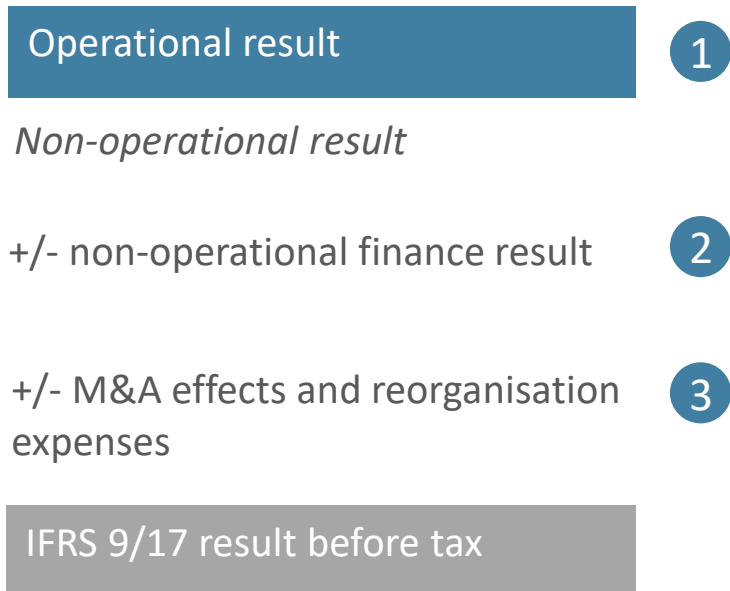 Operational result
1
Non-operational result
+/- non-operational finance result
2
+/- M&A effects and reorganisation
expenses
3
IFRS 9/17 result before tax